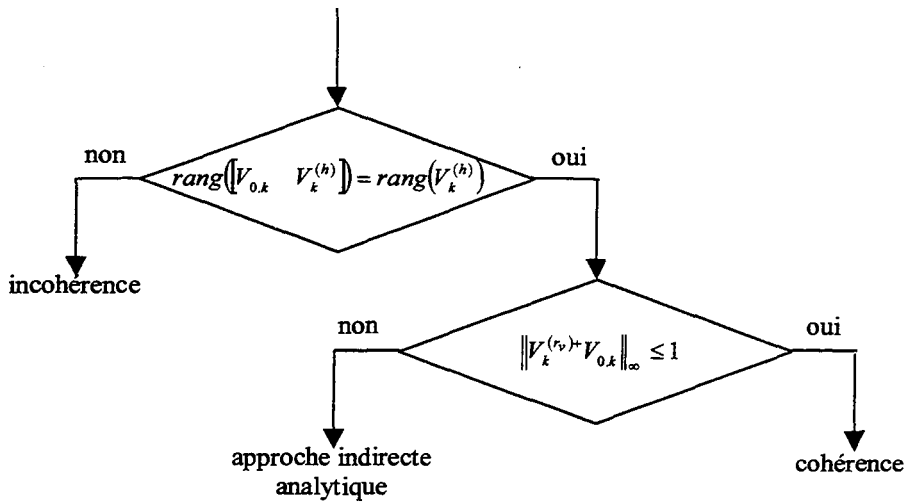 non
rang([V_{0,k} V_k^{(h)}]) = rang(V_k^{(h)})
oui
incohérence
non
‖V_k^{(r_v)+} V_{0,k}‖_∞ ≤ 1
oui
approche indirecte
analytique
cohérence